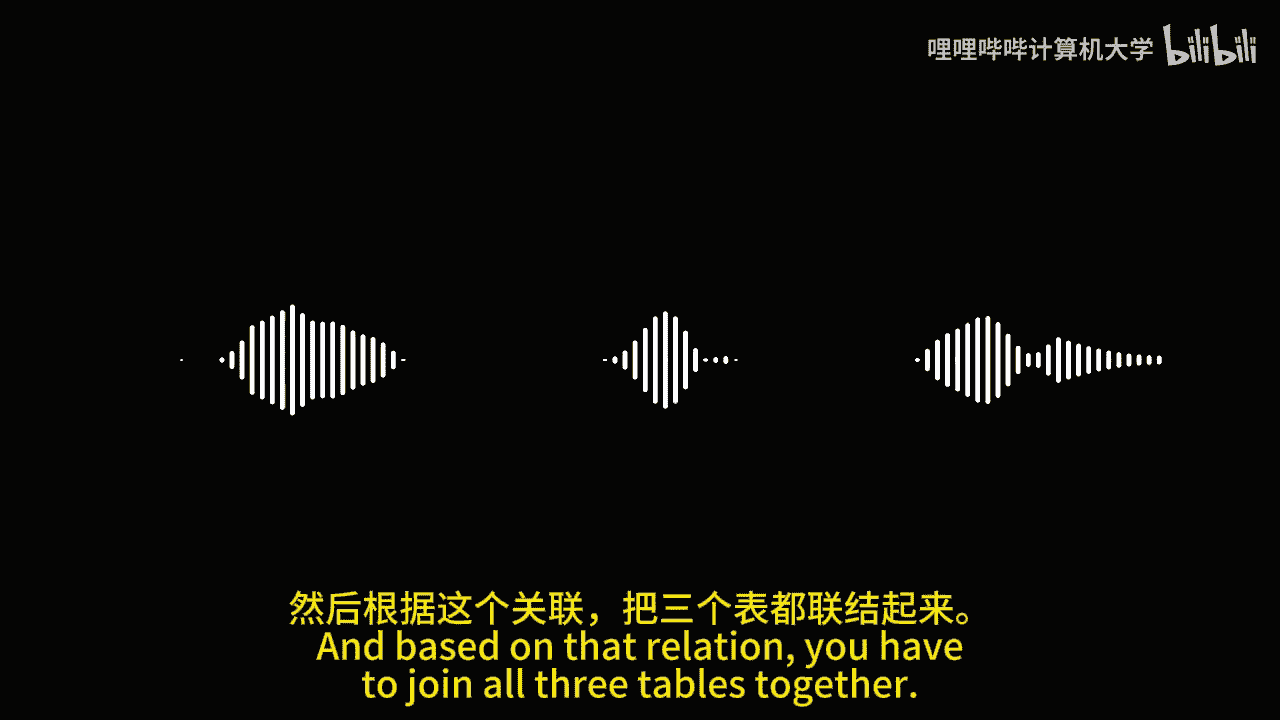 哩哩哔哔计算机大学 bilibili
然后根据这个关联，把三个表都联结起来。
And based on that relation, you have
to join all three tables together.